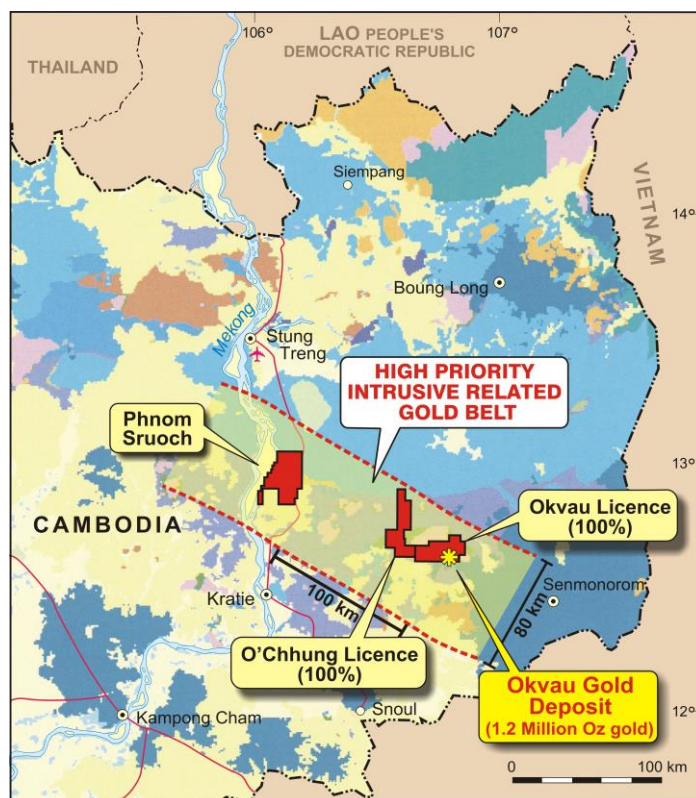 106°
107°
LAO PEOPLE'S
DEMOCRATIC REPUBLIC
THAILAND
VIETNAM
Siempang
14°
Boung Long
Mekong
Stung
Treng
HIGH PRIORITY
INTRUSIVE RELATED
GOLD BELT
Phnom
Sruoch
13°
Okvau Licence
(100%)
CAMBODIA
Senmonorom
80 km
100 km
Kratie
O'Chhung Licence
(100%)
Okvau Gold
Deposit
(1.2 Million Oz gold)
Snoul
12°
Kampong Cham
0 100 km